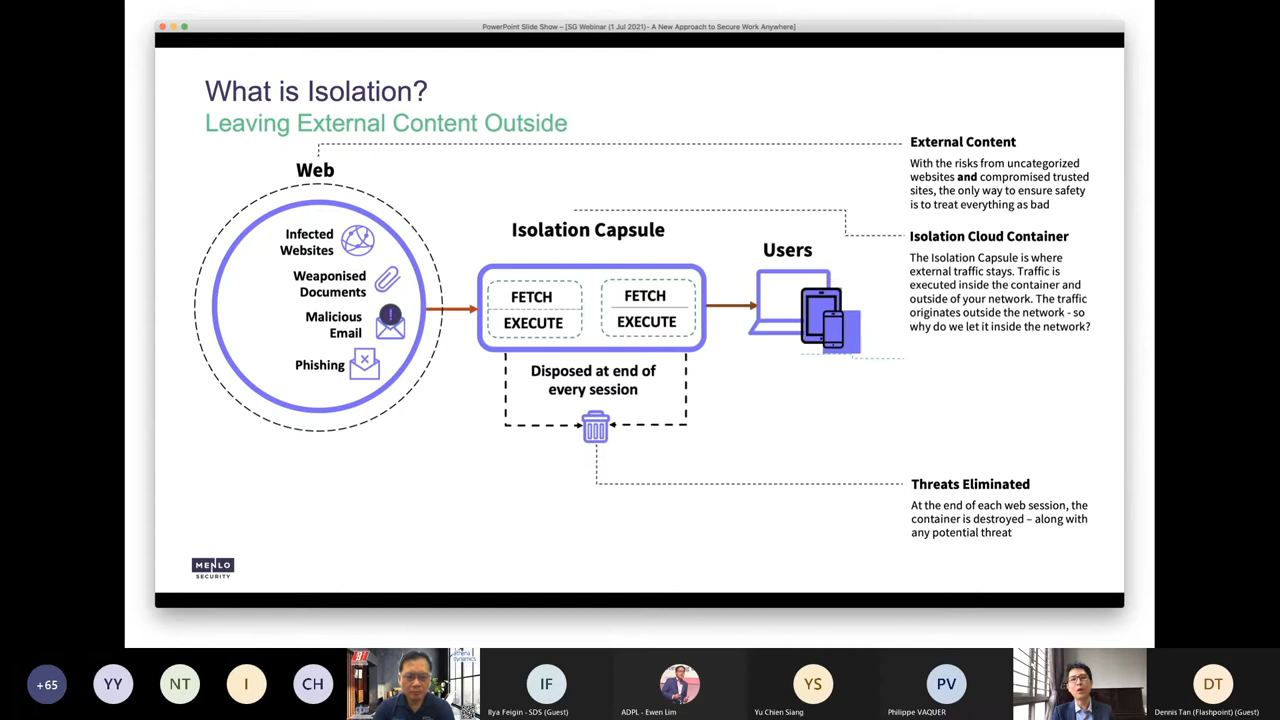 PowerPoint Slide Show – [SG Webinar (1 Jul 2021)- A New Approach to Secure Work Anywhere]
What is Isolation?
Leaving External Content Outside
Web
Infected
Websites
Weaponised
Documents
Malicious
Email
Phishing
Isolation Capsule
FETCH
EXECUTE
FETCH
EXECUTE
Disposed at end of
every session
Users
External Content
With the risks from uncategorized
websites and compromised trusted
sites, the only way to ensure safety
is to treat everything as bad
Isolation Cloud Container
The Isolation Capsule is where
external traffic stays. Traffic is
executed inside the container and
outside of your network. The traffic
originates outside the network - so
why do we let it inside the network?
Threats Eliminated
At the end of each web session, the
container is destroyed – along with
any potential threat
MENLO
SECURITY
+65
YY
NT
I
CH
athena
dynamics
IF
Ilya Feigin - SDS (Guest)
ADPL - Ewen Lim
YS
Yu Chien Siang
PV
Philippe VAQUER
DT
Dennis Tan (Flashpoint) (Guest)